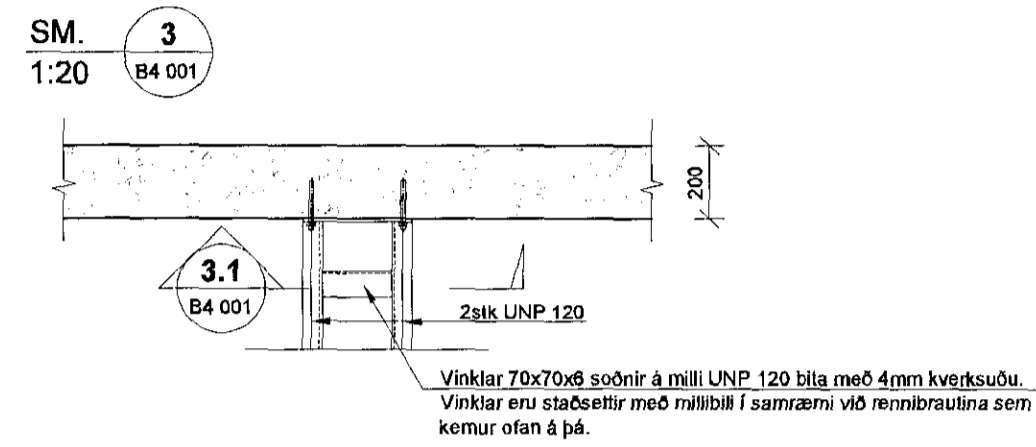 SM.
1:20
3
B4 001
200
3.1
B4 001
2stk UNP 120
Vinklar 70x70x6 soðnir á milli UNP 120 bita með 4mm kverksuðu.
Vinklar eru staðsettir með millibili í samræmi við rennibrautina sem
kemur ofan á þá.